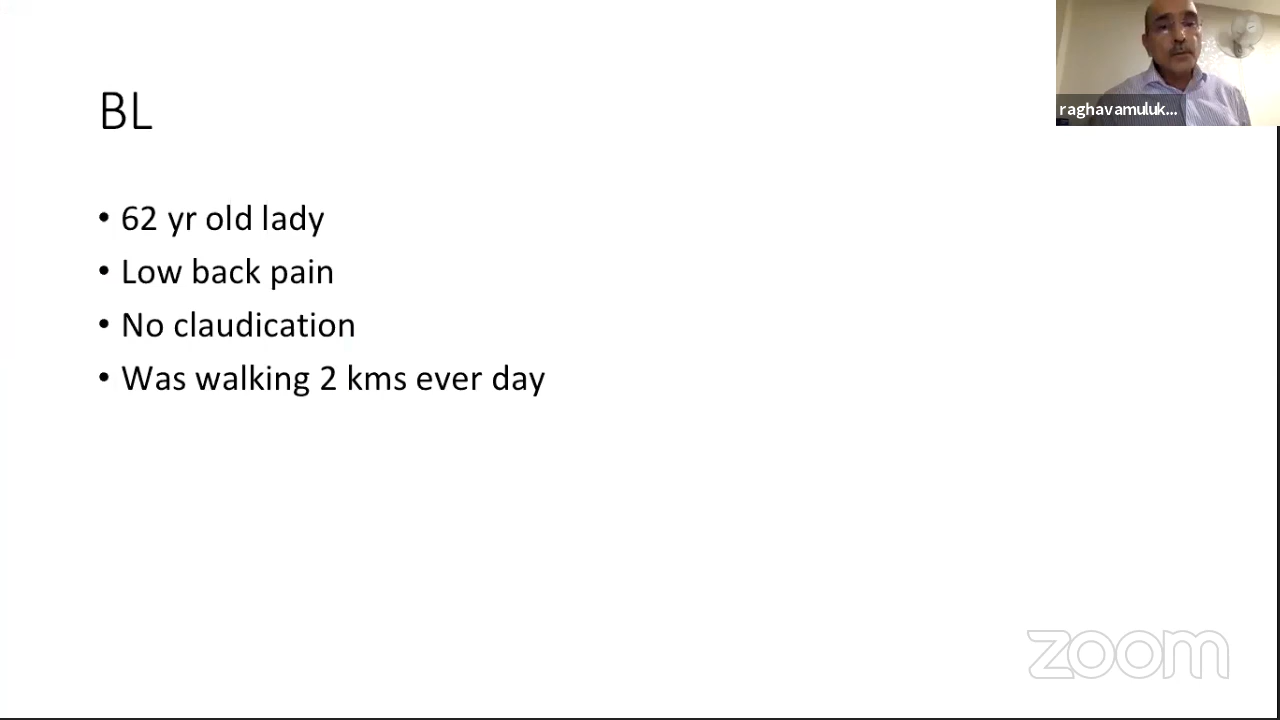 BL
• 62 yr old lady
• Low back pain
• No claudication
• Was walking 2 kms ever day
raghavamuluk...
zoom